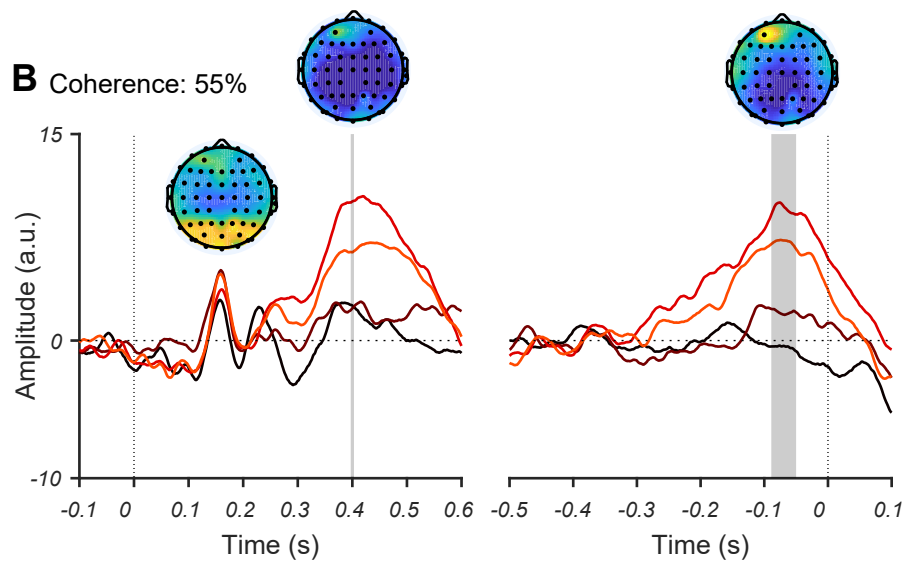 B Coherence: 55%
15
0
-10
Amplitude (a.u.)
-0.1 0 0.1 0.2 0.3 0.4 0.5 0.6
Time (s)
-0.5 -0.4 -0.3 -0.2 -0.1 0 0.1
Time (s)